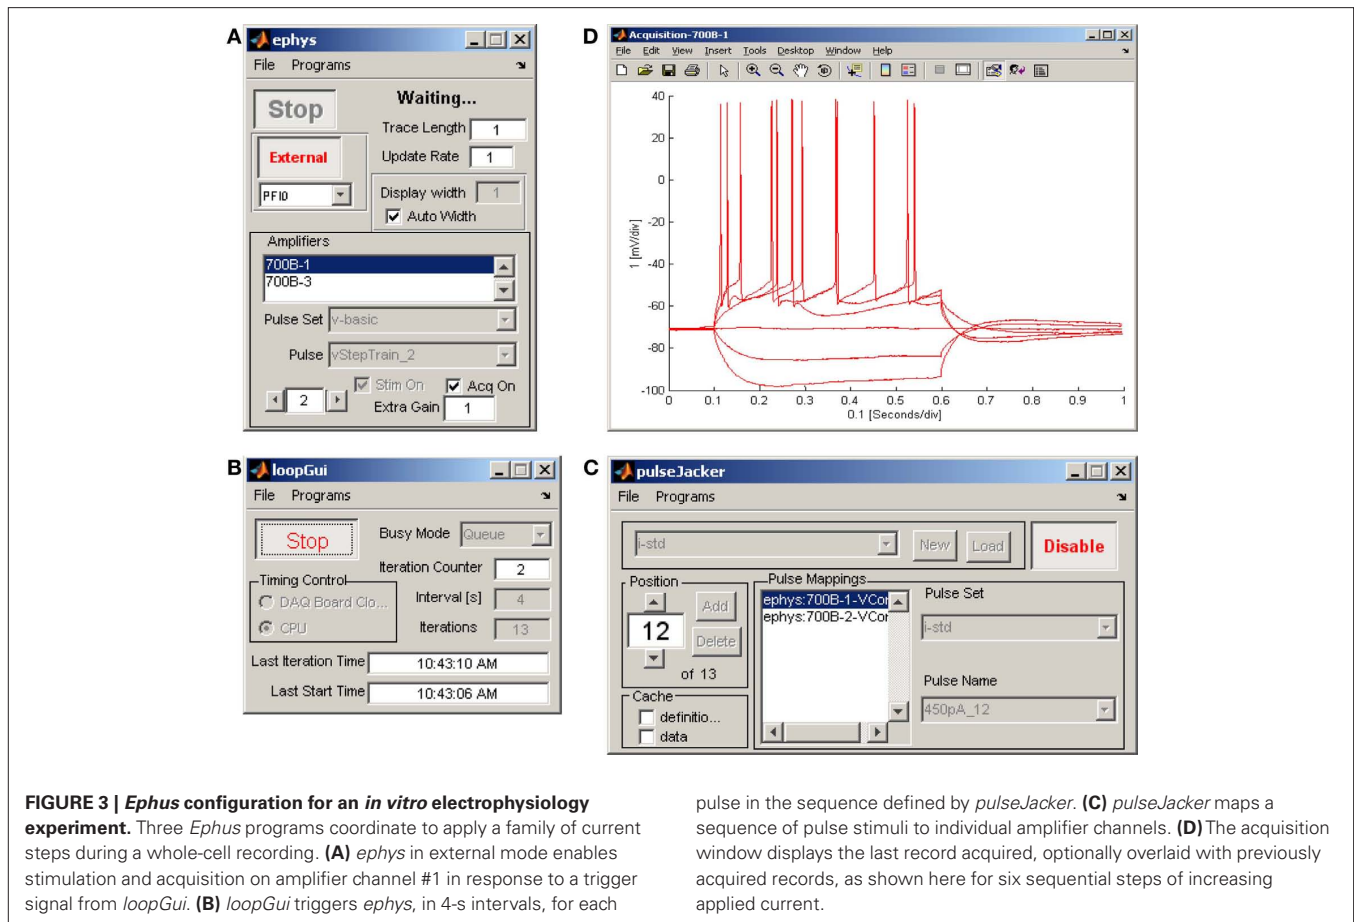 A
ephys
File Programs
Stop
Waiting...
Trace Length 1
External
Update Rate 1
PFI0
Display width 1
Auto Width
Amplifiers
700B-1
700B-3
Pulse Set v-basic
Pulse vStepTrain_2
Stim On Acq On
2
Extra Gain 1
D
Acquisition-700B-1
File Edit View Insert Tools Desktop Window Help
40
20
0
-20
-40
-60
-80
-100
1 [mV/div]
0 0.1 0.2 0.3 0.4 0.5 0.6 0.7 0.8 0.9 1
0.1 [Seconds/div]
B
loopGui
File Programs
Stop
Busy Mode Queue
Iteration Counter 2
Timing Control
DAQ Board Clo...
Interval [s] 4
CPU
Iterations 13
Last Iteration Time 10:43:10 AM
Last Start Time 10:43:06 AM
C
pulseJacker
File Programs
i-std
New Load
Disable
Position
12
Add
Delete
of 13
Cache
definitio...
data
Pulse Mappings
ephys:700B-1-VCor
ephys:700B-2-VCor
Pulse Set
i-std
Pulse Name
450pA_12
FIGURE 3 | Ephus configuration for an in vitro electrophysiology
experiment. Three Ephus programs coordinate to apply a family of current
steps during a whole-cell recording. (A) ephys in external mode enables
stimulation and acquisition on amplifier channel #1 in response to a trigger
signal from loopGui. (B) loopGui triggers ephys, in 4-s intervals, for each
pulse in the sequence defined by pulseJacker. (C) pulseJacker maps a
sequence of pulse stimuli to individual amplifier channels. (D) The acquisition
window displays the last record acquired, optionally overlaid with previously
acquired records, as shown here for six sequential steps of increasing
applied current.